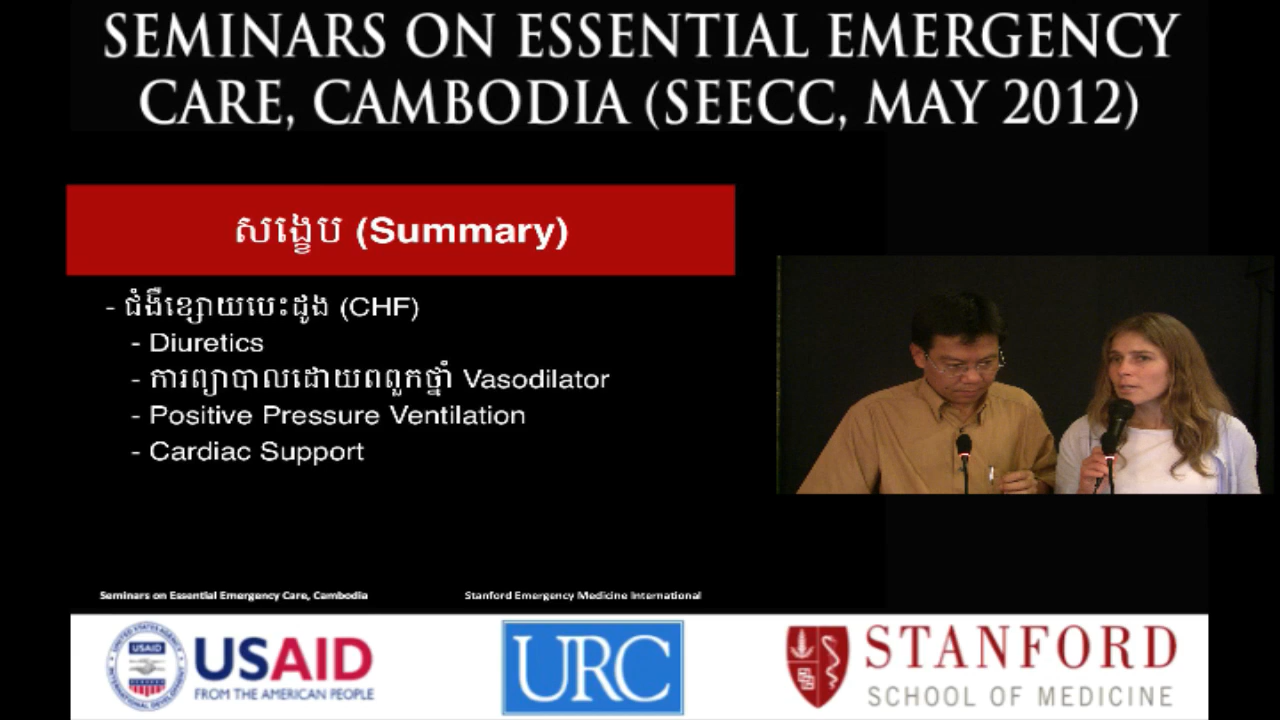 SEMINARS ON ESSENTIAL EMERGENCY
CARE, CAMBODIA (SEECC, MAY 2012)
សង្ខេប (Summary)
- ជំងឺខ្សោយបេះដូង (CHF)
- Diuretics
- ការព្យាបាលដោយពពួកថ្នាំ Vasodilator
- Positive Pressure Ventilation
- Cardiac Support
Seminars on Essential Emergency Care, Cambodia
Stanford Emergency Medicine International
USAID
USAID
FROM THE AMERICAN PEOPLE
URC
STANFORD
SCHOOL OF MEDICINE